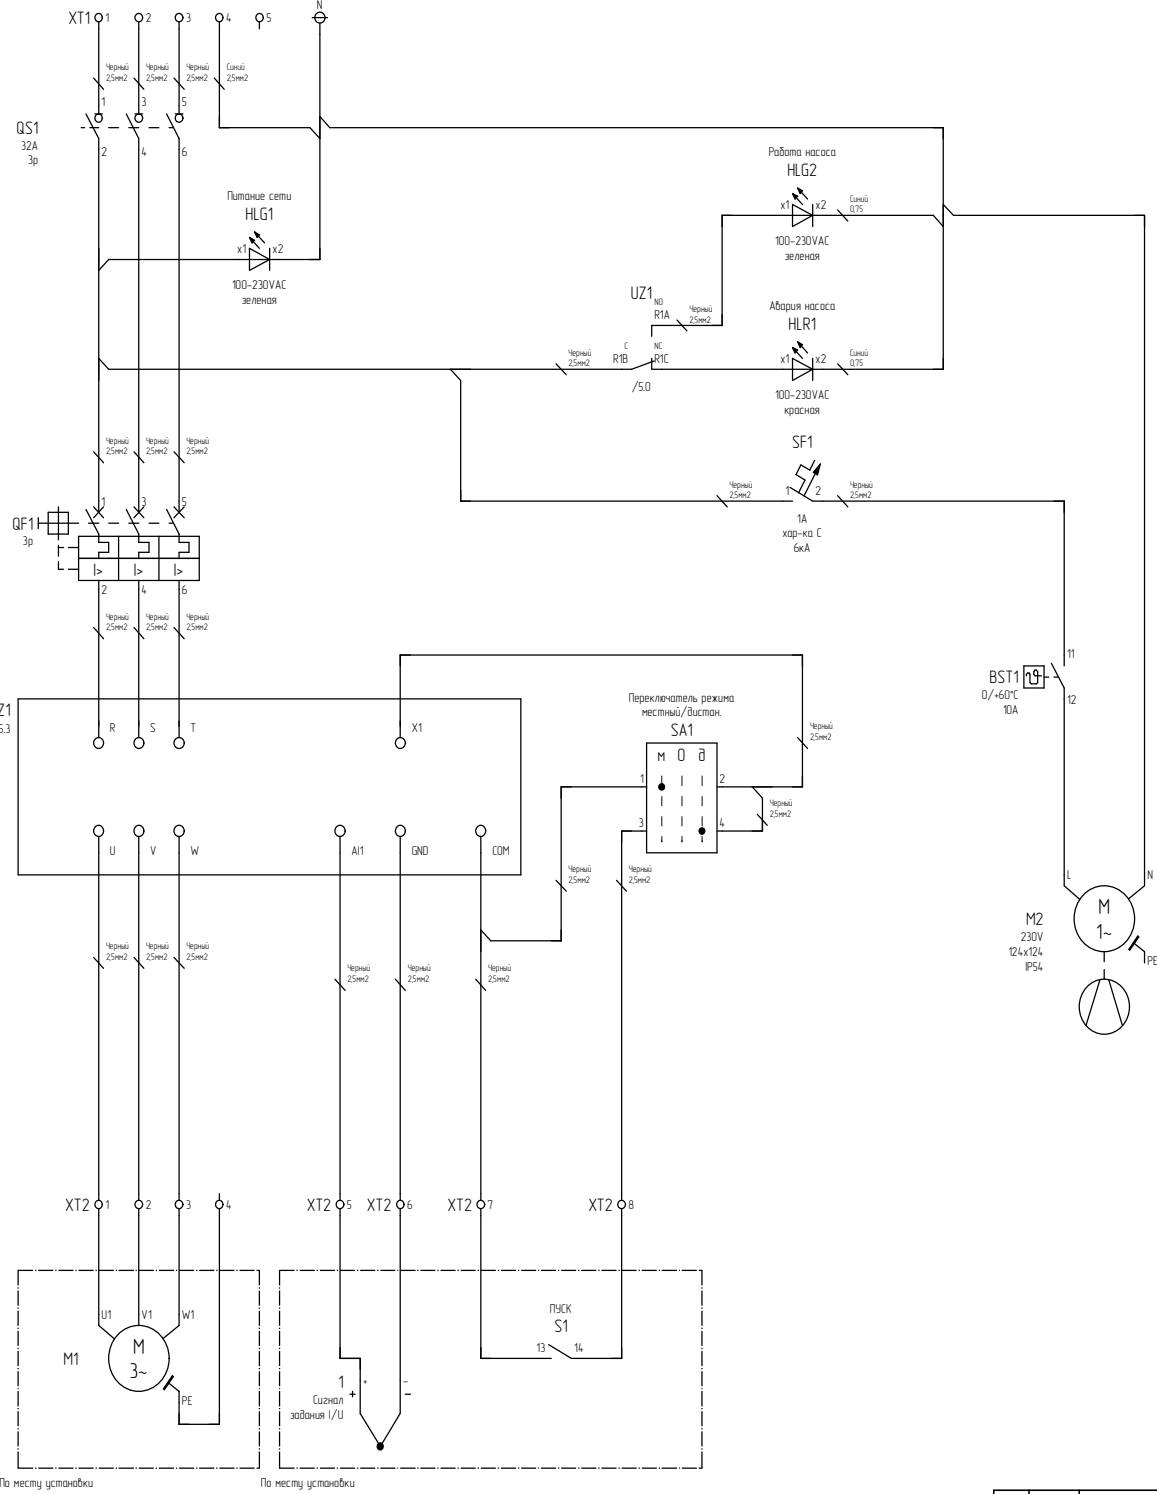 N
XT1 1 2 3 4 5
Черный 2,5мм2
Черный 2,5мм2
Черный 2,5мм2
Синий 2,5мм2
1 3 5
QS1
32А
3p
2 4 6
Питание сети
HLG1
x1 x2
100-230VAC
зеленая
Работа насоса
HLG2
x1 x2
Синий
0,75
100-230VAC
зеленая
UZ1
NO
R1A
Черный
2,5мм2
Авария насоса
HLR1
C
R1B
NC
R1C
Черный
2,5мм2
/5.0
x1 x2
Синий
0,75
100-230VAC
красная
Черный 2,5мм2
Черный 2,5мм2
Черный 2,5мм2
SF1
Черный
2,5мм2
1 2
Черный
2,5мм2
1А
хар-ка С
6кА
1 3 5
QF1
3p
I> I> I>
2 4 6
Черный 2,5мм2
Черный 2,5мм2
Черный 2,5мм2
11
BST1
0/+60°C
10А
12
Z1
5.3
R S T X1
Переключатель режима
местный/дистан.
SA1
м 0 д
1 2
3 4
Черный
2,5мм2
Черный
2,5мм2
U V W AI1 GND COM
Черный
2,5мм2
Черный
2,5мм2
L N
M
1~
M2
230V
124x124
IP54
PE
Черный 2,5мм2
Черный 2,5мм2
Черный 2,5мм2
Черный 2,5мм2
Черный 2,5мм2
Черный 2,5мм2
XT2 1 2 3 4
XT2 5
XT2 6
XT2 7
XT2 8
U1 V1 W1
M1
M
3~
PE
ПУСК
S1
13 14
1
+ + - -
Сигнал
задания I/U
По месту установки
По месту установки